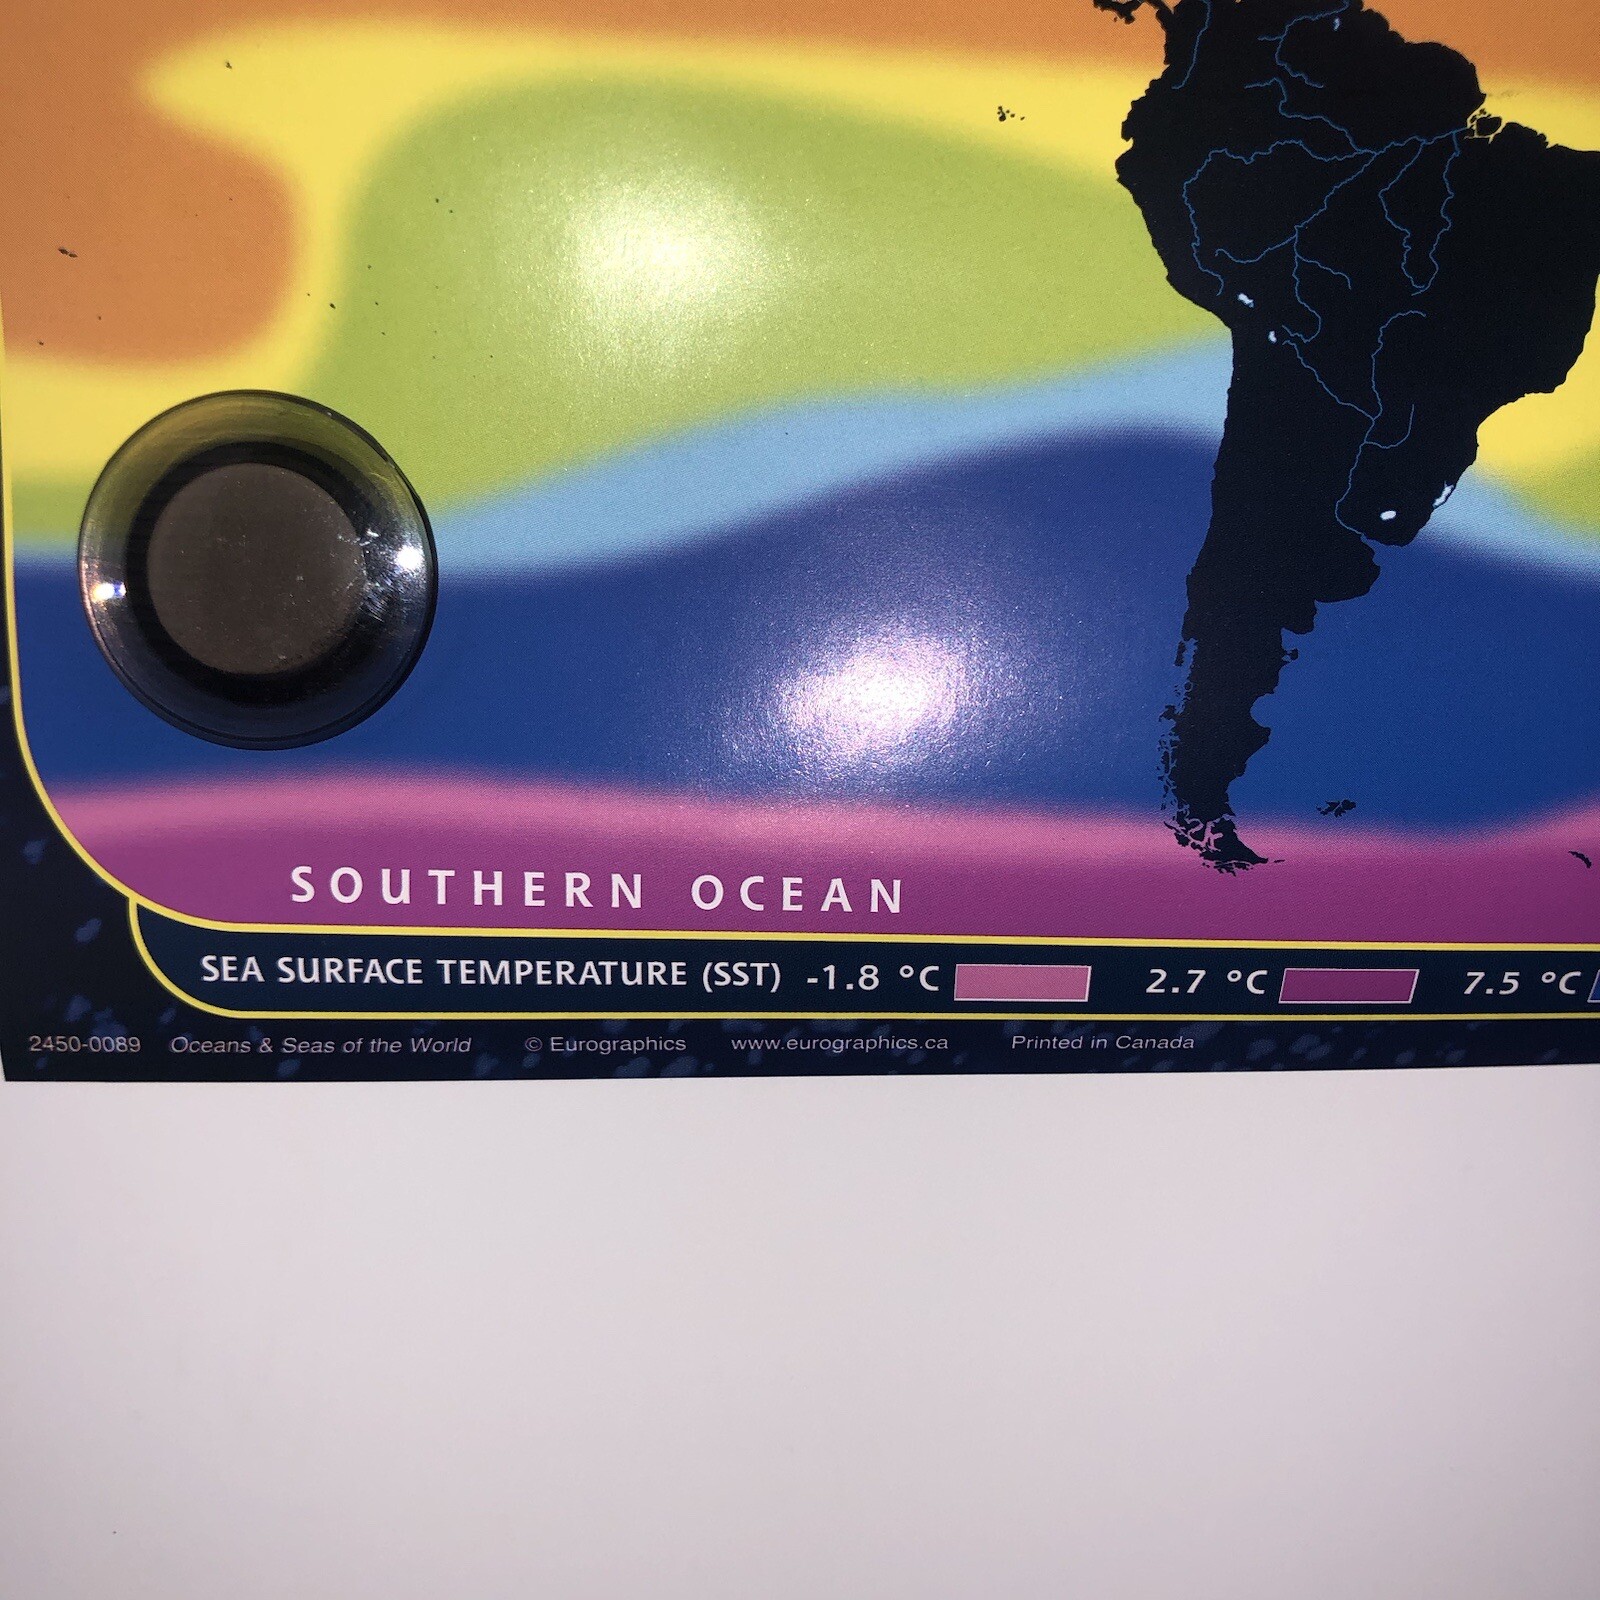 SOUTHERN OCEAN
SEA SURFACE TEMPERATURE (SST) -1.8 °C 2.7 °C 7.5 °C
2450-0089 Oceans & Seas of the World © Eurographics www.eurographics.ca Printed in Canada